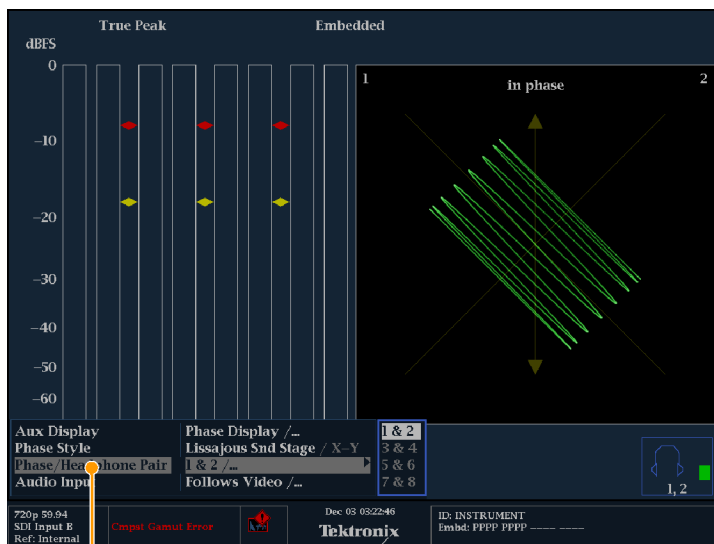 True Peak
Embedded
dBFS
0
−10
−20
−30
−40
−50
−60
1
in phase
2
Aux Display
Phase Display /...
Phase Style
Lissajous Snd Stage / X−Y
Phase/Headphone Pair
1 & 2 /...
Audio Input
Follows Video /...
1 & 2
3 & 4
5 & 6
7 & 8
1, 2
720p 59.94
SDI Input B
Ref: Internal
Cmpst Gamut Error
Dec 03 03:22:46
Tektronix
ID: INSTRUMENT
Embd: PPPP PPPP ---- ----